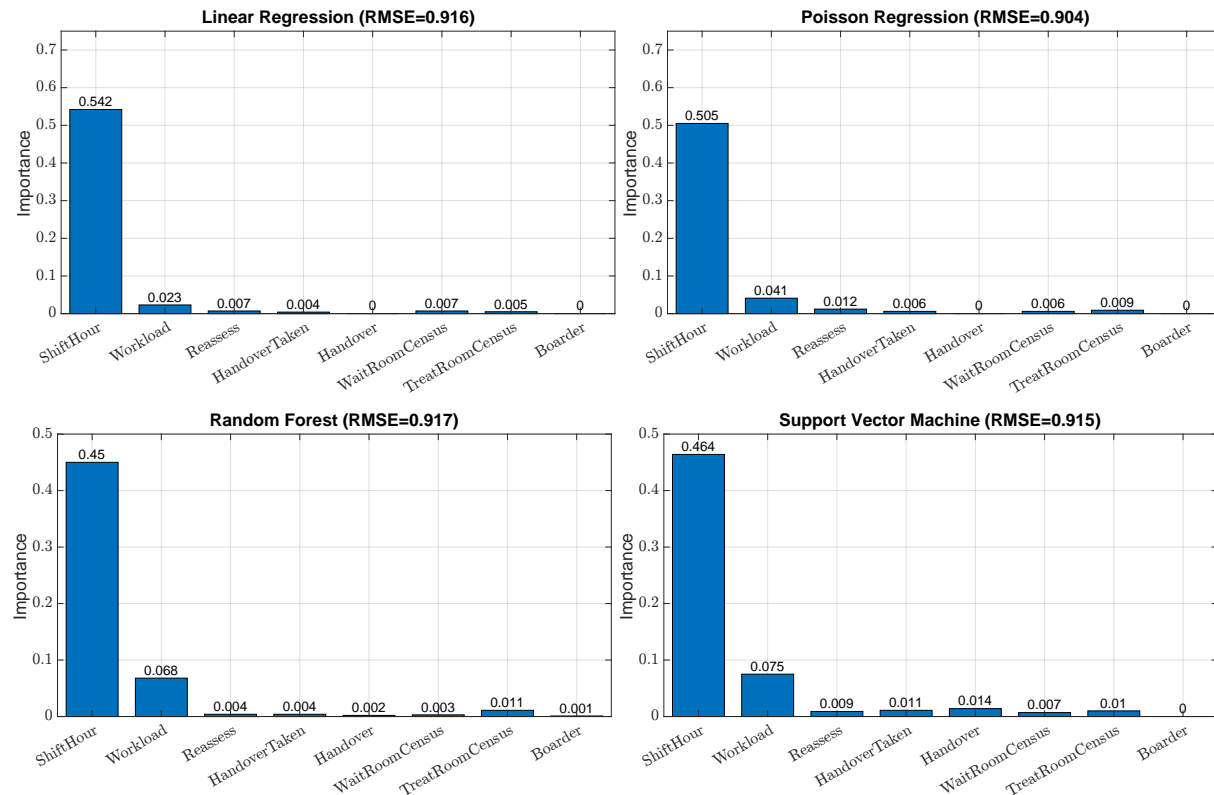 Linear Regression (RMSE=0.916)
Importance
0.7
0.6
0.5
0.4
0.3
0.2
0.1
0
0.542
0.023
0.007
0.004
0
0.007
0.005
0
ShiftHour
Workload
Reassess
HandoverTaken
Handover
WaitRoomCensus
TreatRoomCensus
Boarder
Poisson Regression (RMSE=0.904)
Importance
0.7
0.6
0.5
0.4
0.3
0.2
0.1
0
0.505
0.041
0.012
0.006
0
0.006
0.009
0
ShiftHour
Workload
Reassess
HandoverTaken
Handover
WaitRoomCensus
TreatRoomCensus
Boarder
Random Forest (RMSE=0.917)
Importance
0.5
0.4
0.3
0.2
0.1
0
0.45
0.068
0.004
0.004
0.002
0.003
0.011
0.001
ShiftHour
Workload
Reassess
HandoverTaken
Handover
WaitRoomCensus
TreatRoomCensus
Boarder
Support Vector Machine (RMSE=0.915)
Importance
0.5
0.4
0.3
0.2
0.1
0
0.464
0.075
0.009
0.011
0.014
0.007
0.01
0
ShiftHour
Workload
Reassess
HandoverTaken
Handover
WaitRoomCensus
TreatRoomCensus
Boarder